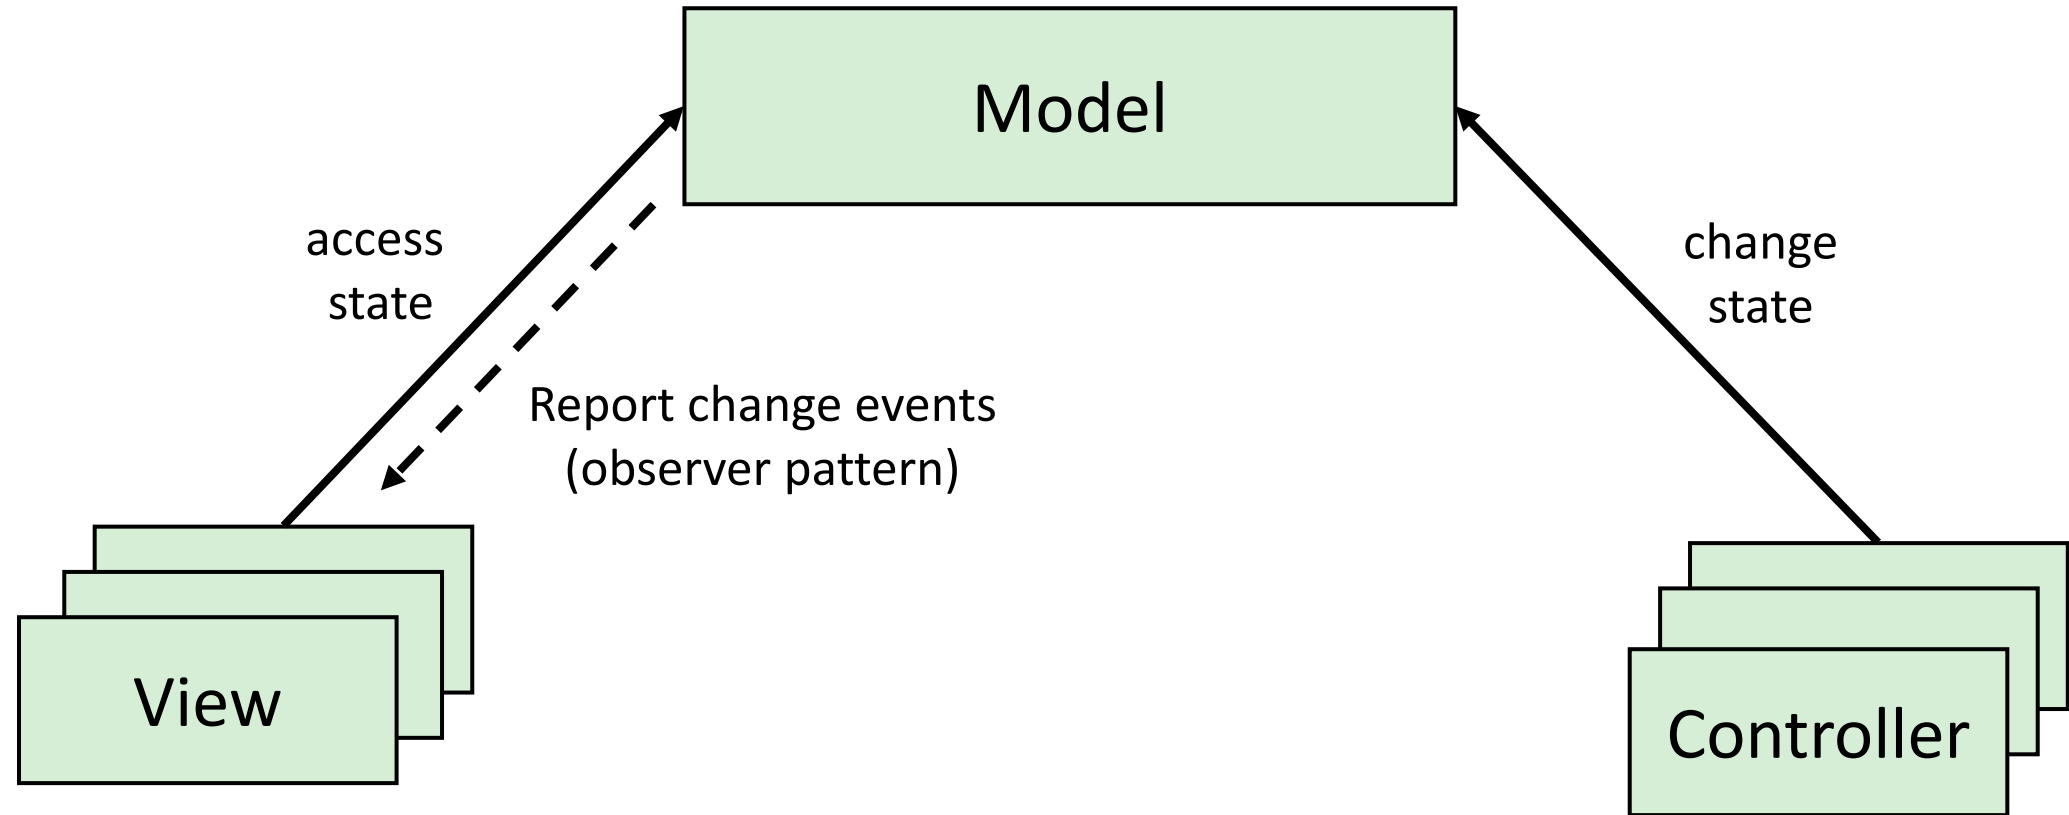 Model
access
state
change
state
Report change events
(observer pattern)
View
Controller